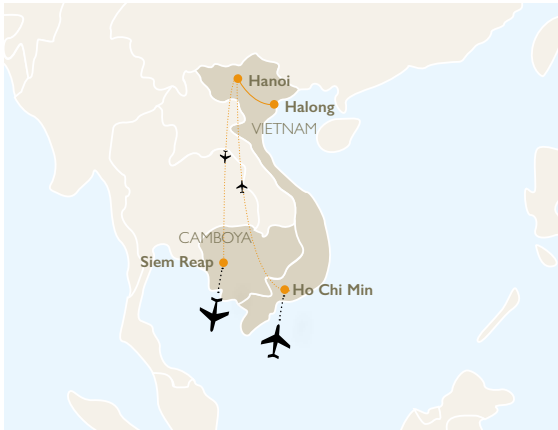 Hanoi
Halong
VIETNAM
CAMBOYA
Siem Reap
Ho Chi Min